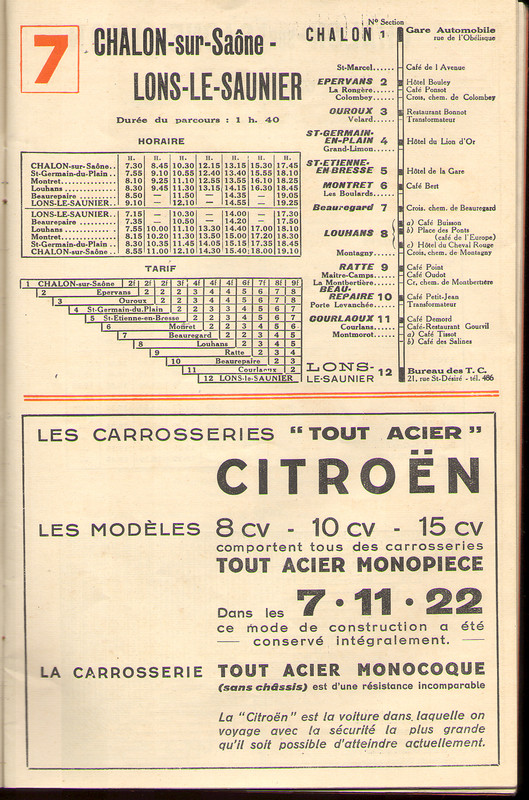 7
CHALON-sur-Saône -
LONS-LE-SAUNIER
Durée du parcours : 1 h. 40
HORAIRE
H. H. H. H. H. H. H.
CHALON-sur-Saône.. 7.30 8.45 10.30 12.15 13.15 15.30 17.45
St-Germain-du-Plain.. 7.55 9.10 10.55 12.40 13.40 15.55 18.10
Montret........ 8.10 9.25 11.10 12.55 13.55 16.10 18.25
Louhans........ 8.30 9.45 11.30 13.15 14.15 16.30 18.45
Beaurepaire...... 8.50 — 11.50 — 14.35 — 19.05
LONS-LE-SAUNIER.. 9.10 — 12.10 — 14.55 — 19.25
LONS-LE-SAUNIER.. 7.15 — 10.30 — 14.00 — 17.30
Beaurepaire...... 7.35 — 10.50 — 14.20 — 17.50
Louhans........ 7.55 10.00 11.10 13.30 14.40 17.00 18.10
Montret........ 8.15 10.20 11.30 13.50 15.00 17.20 18.30
St-Germain-du-Plain.. 8.30 10.35 11.45 14.05 15.15 17.35 18.45
CHALON-sur-Saône.. 8.55 11.00 12.10 14.30 15.40 18.00 19.10
TARIF
1 CHALON-sur-Saône
2 Epervans 2 2 3 4 4 5 6 7 8
3 Ouroux 2 2 3 4 5 6 7 8
4 St-Germain-du-Plain 2 2 3 3 4 5 6 7
5 St-Etienne-en-Bresse 2 2 3 4 5 6 7
6 Montret 2 2 3 4 5 6
7 Beauregard 2 2 3 4 5
8 Louhans 2 2 3 4
9 Ratte 2 3 4
10 Beaurepaire 2 3
11 Courlaoux 2
12 LONS-le-SAUNIER
No Section
CHALON 1 Gare Automobile
rue de l'Obélisque
St-Marcel...... Café de l Avenue
EPERVANS 2 Hôtel Bouley
La Rongère.... Café Ponsot
Colombey.... Crois. chem. de Colombey
OUROUX 3 Restaurant Bonnot
Velard...... Transformateur
ST-GERMAIN-
EN-PLAIN 4 Hôtel du Lion d'Or
Grand-Limon....
ST-ETIENNE-
EN-BRESSE 5 Hôtel de la Gare
MONTRET 6 Café Bert
Les Boulards..
Beauregard 7 Crois. chem. de Beauregard
LOUHANS 8 a) Café Buisson
b) Place des Ponts
(café de l'Europe)
c) Hôtel du Cheval Rouge
Montagny.... Crois. chem. de Montagny
RATTE 9 Café Point
Maitre-Camps.. Café Oudot
La Montbertière.. Cr. chem. de Montbertière
BEAU-
REPAIRE 10 Café Petit-Jean
Porte Levanchée.. Transformateur
COURLAOUX 11 Café Demord
Courlans.. Café-Restaurant Gourvil
Montmorot.. a) Café Tissot
b) Café des Salines
LONS-
LE-SAUNIER 12 Bureau des T. C.
21, rue St-Désiré - tél. 486
LES CARROSSERIES "TOUT ACIER"
CITROËN
LES MODÈLES 8 CV - 10 CV - 15 CV
comportent tous des carrosseries
TOUT ACIER MONOPIECE
Dans les 7 · 11 · 22
ce mode de construction a été
— conservé intégralement. —
LA CARROSSERIE TOUT ACIER MONOCOQUE
(sans châssis) est d'une résistance incomparable
La "Citroën" est la voiture dans laquelle on
voyage avec la sécurité la plus grande
qu'il soit possible d'atteindre actuellement.